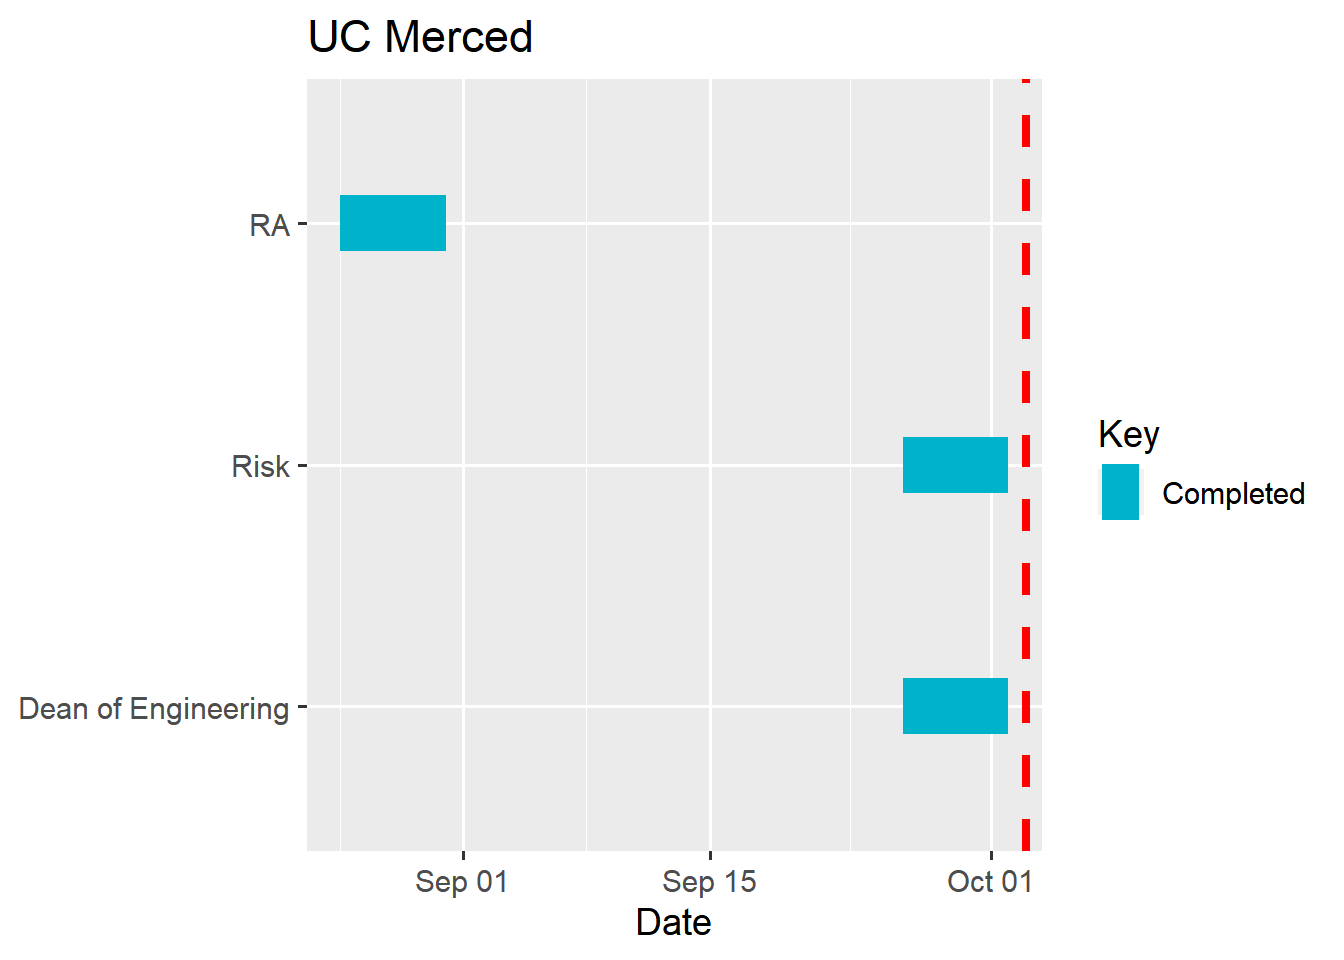 UC Merced
RA
Risk
Dean of Engineering
Sep 01
Sep 15
Oct 01
Date
Key
Completed